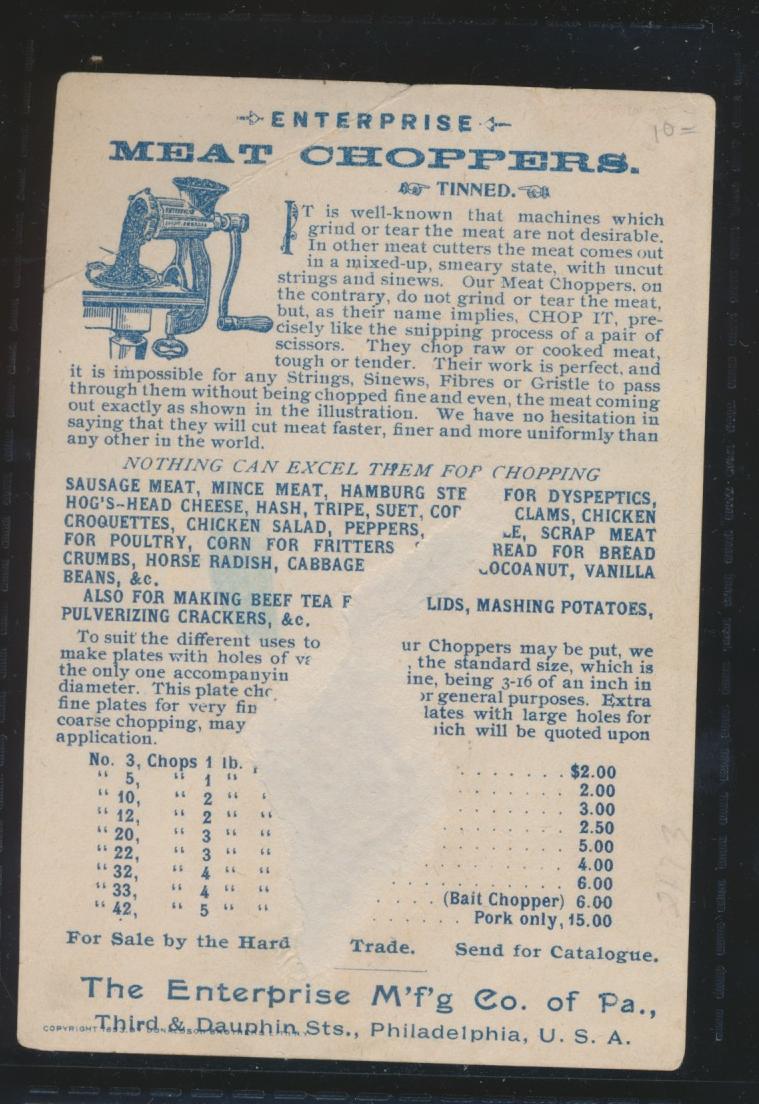 ENTERPRISE
MEAT CHOPPERS.
TINNED.
IT is well-known that machines which
grind or tear the meat are not desirable.
In other meat cutters the meat comes out
in a mixed-up, smeary state, with uncut
strings and sinews. Our Meat Choppers, on
the contrary, do not grind or tear the meat,
but, as their name implies, CHOP IT, pre-
cisely like the snipping process of a pair of
scissors. They chop raw or cooked meat,
tough or tender. Their work is perfect, and
it is impossible for any Strings, Sinews, Fibres or Gristle to pass
through them without being chopped fine and even, the meat coming
out exactly as shown in the illustration. We have no hesitation in
saying that they will cut meat faster, finer and more uniformly than
any other in the world.
NOTHING CAN EXCEL THEM FOR CHOPPING
SAUSAGE MEAT, MINCE MEAT, HAMBURG STE FOR DYSPEPTICS,
HOG'S-HEAD CHEESE, HASH, TRIPE, SUET, CLAMS, CHICKEN
CROQUETTES, CHICKEN SALAD, PEPPERS, SCRAP MEAT
FOR POULTRY, CORN FOR FRITTERS READ FOR BREAD
CRUMBS, HORSE RADISH, CABBAGE COCOANUT, VANILLA
BEANS, &c.
ALSO FOR MAKING BEEF TEA F LIDS, MASHING POTATOES,
PULVERIZING CRACKERS, &c.
To suit the different uses to ur Choppers may be put, we
make plates with holes of va the standard size, which is
the only one accompanyin ine, being 3-16 of an inch in
diameter. This plate general purposes. Extra
fine plates for very fin lates with large holes for
coarse chopping, may which will be quoted upon
application.
No. 3, Chops 1 lb. $2.00
" 5, " 1 " 2.00
" 10, " 2 " " 3.00
" 12, " 2 " " 2.50
" 20, " 3 " " 5.00
" 22, " 3 " " 4.00
" 32, " 4 " " 6.00
" 33, " 4 " " (Bait Chopper) 6.00
" 42, " 5 " " Pork only, 15.00
For Sale by the Hard Trade. Send for Catalogue.
The Enterprise M'f'g Co. of Pa.,
Third & Dauphin Sts., Philadelphia, U. S. A.
COPYRIGHT DONALDSON BROTHERS
10=